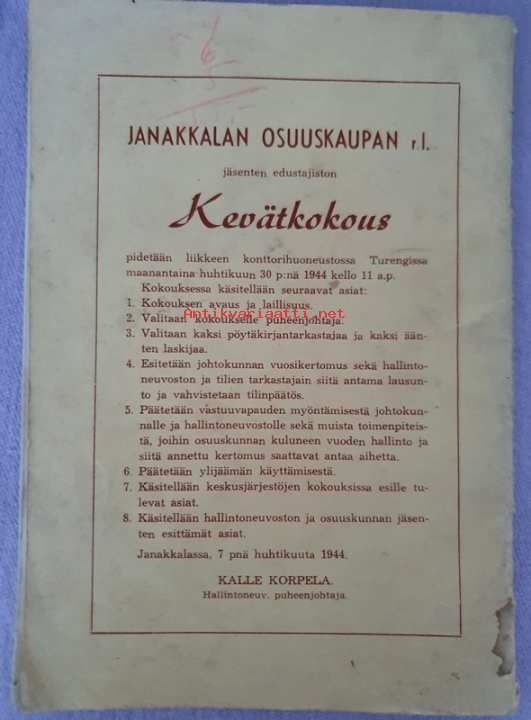 JANAKKALAN OSUUSKAUPAN r.l.
jäsenten edustajiston
Kevätkokous
pidetään liikkeen konttorihuoneustossa Turengissa
maanantaina huhtikuun 30 p:nä 1944 kello 11 a.p.
Kokouksessa käsitellään seuraavat asiat:
1. Kokouksen avaus ja laillisuus.
Antikvariaatti.net
2. Valitaan kokoukselle puheenjohtaja.
3. Valitaan kaksi pöytäkirjantarkastajaa ja kaksi ään-
ten laskijaa.
4. Esitetään johtokunnan vuosikertomus sekä hallinto-
neuvoston ja tilien tarkastajain siitä antama lausun-
to ja vahvistetaan tilinpäätös.
5. Päätetään vastuuvapauden myöntämisestä johtokun-
nalle ja hallintoneuvostolle sekä muista toimenpiteis-
tä, joihin osuuskunnan kuluneen vuoden hallinto ja
siitä annettu kertomus saattavat antaa aihetta.
6. Päätetään ylijäämän käyttämisestä.
7. Käsitellään keskusjärjestöjen kokouksissa esille tu-
levat asiat.
8. Käsitellään hallintoneuvoston ja osuuskunnan jäsen-
ten esittämät asiat.
Janakkalassa, 7 pnä huhtikuuta 1944.
KALLE KORPELA.
Hallintoneuv. puheenjohtaja.